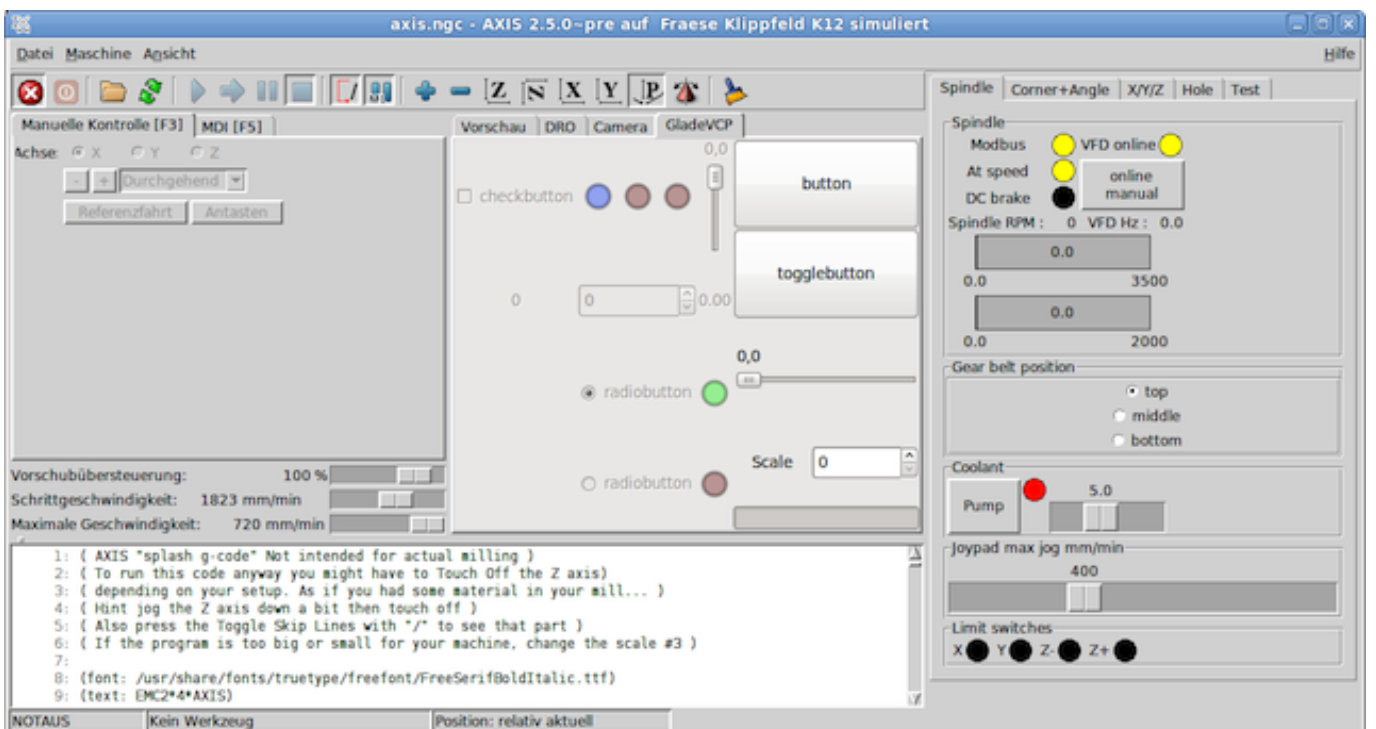 axis.ngc - AXIS 2.5.0~pre auf Fraese Klippfeld K12 simuliert
Datei Maschine Ansicht Hilfe
Z N X Y P
Manuelle Kontrolle [F3] MDI [F5]
Achse: X Y Z
- + Durchgehend
Referenzfahrt Antasten
Vorschubübersteuerung: 100 %
Schrittgeschwindigkeit: 1823 mm/min
Maximale Geschwindigkeit: 720 mm/min
Vorschau DRO Camera GladeVCP
0,0
checkbutton
button
togglebutton
0 0 0.00
0,0
radiobutton
Scale 0
radiobutton
Spindle Corner+Angle X/Y/Z Hole Test
Spindle
Modbus VFD online
At speed
DC brake
online
manual
Spindle RPM : 0 VFD Hz : 0.0
0.0
0.0 3500
0.0
0.0 2000
Gear belt position
top
middle
bottom
Coolant
Pump
5.0
Joypad max jog mm/min
400
Limit switches
X Y Z- Z+
1: ( AXIS "splash g-code" Not intended for actual milling )
2: ( To run this code anyway you might have to Touch Off the Z axis)
3: ( depending on your setup. As if you had some material in your mill... )
4: ( Hint jog the Z axis down a bit then touch off )
5: ( Also press the Toggle Skip Lines with "/" to see that part )
6: ( If the program is too big or small for your machine, change the scale #3 )
7:
8: (font: /usr/share/fonts/truetype/freefont/FreeSerifBoldItalic.ttf)
9: (text: EMC2*4*AXIS)
NOTAUS Kein Werkzeug Position: relativ aktuell